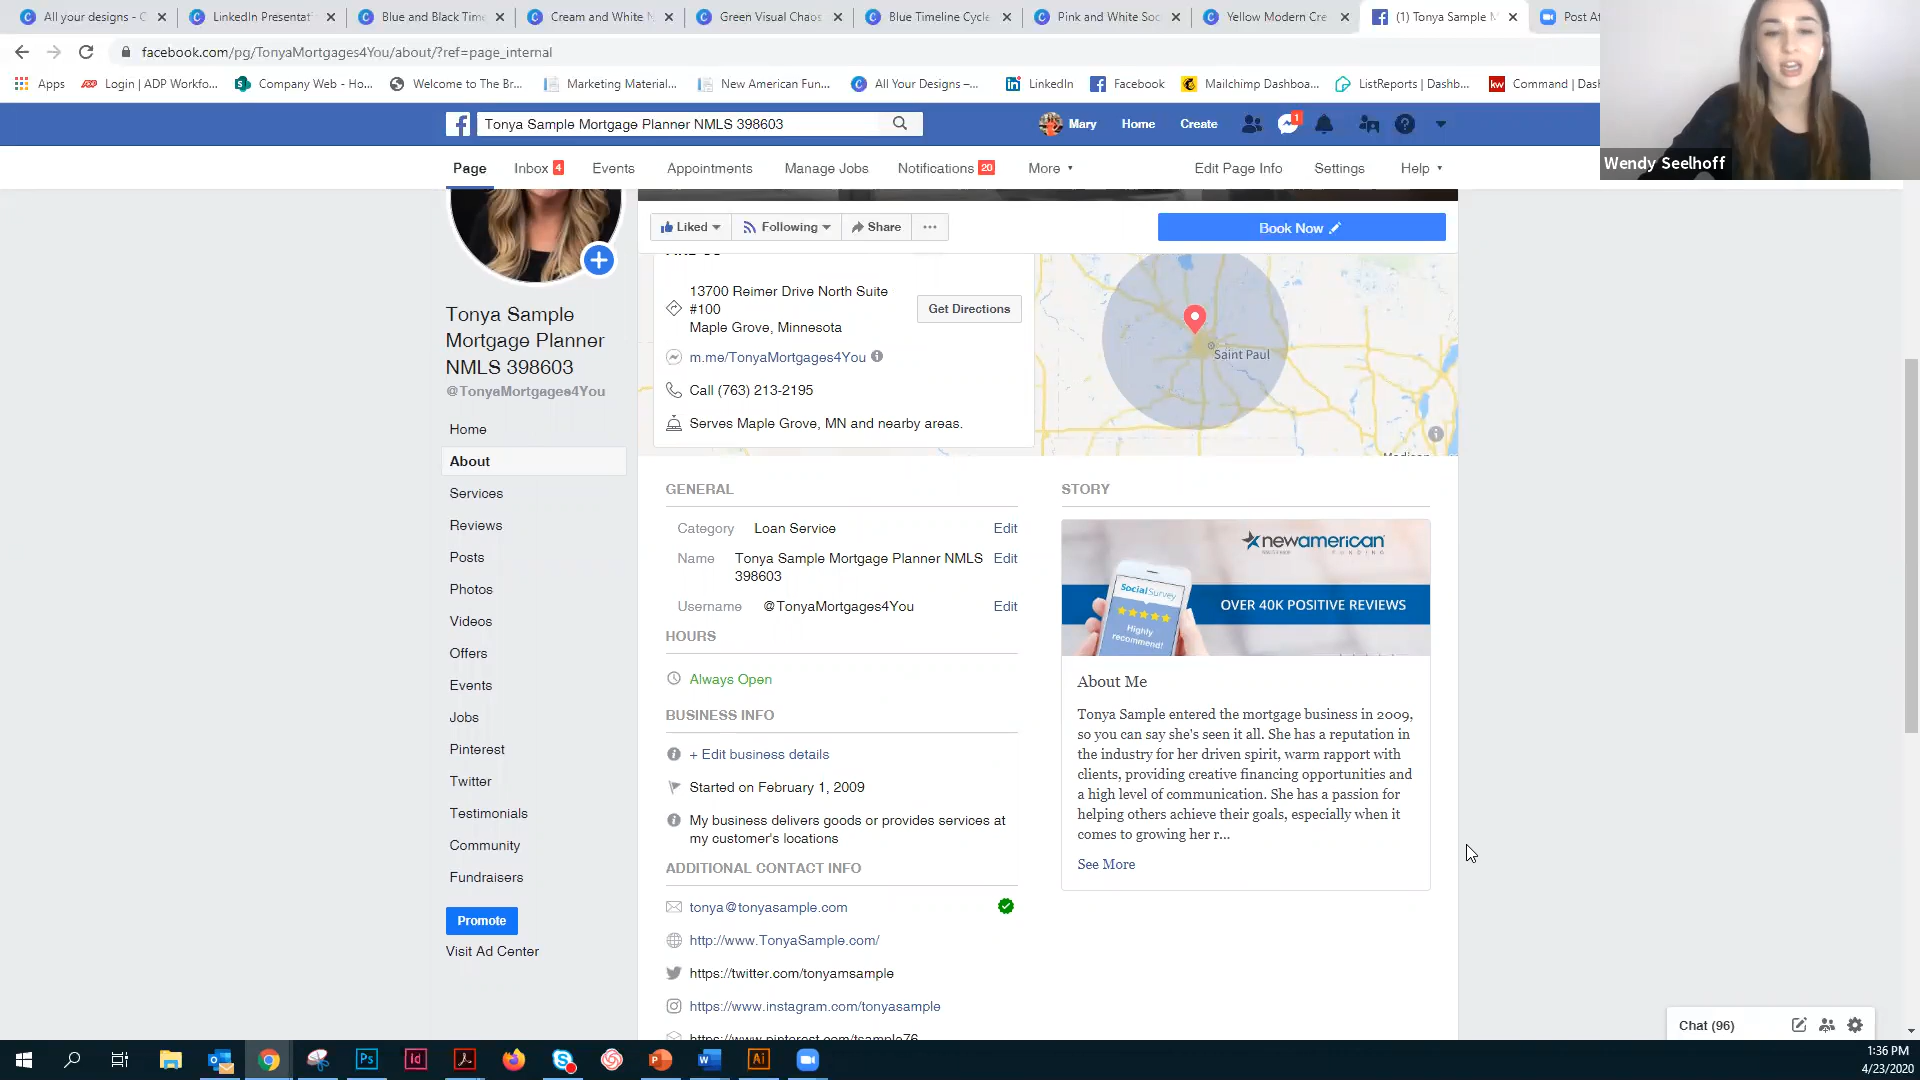 All your designs - C
LinkedIn Presentat
Blue and Black Time
Cream and White N
Green Visual Chaos
Blue Timeline Cycle
Pink and White Soc
Yellow Modern Cre
(1) Tonya Sample M
Post At
facebook.com/pg/TonyaMortgages4You/about/?ref=page_internal
Apps
Login | ADP Workfo...
Company Web - Ho...
Welcome to The Br...
Marketing Material...
New American Fun...
All Your Designs –...
LinkedIn
Facebook
Mailchimp Dashboa...
ListReports | Dashb...
Command | Das
Wendy Seelhoff
Tonya Sample Mortgage Planner NMLS 398603
Mary
Home
Create
1
Page
Inbox 4
Events
Appointments
Manage Jobs
Notifications 20
More
Edit Page Info
Settings
Help
Liked
Following
Share
Book Now
Tonya Sample
Mortgage Planner
NMLS 398603
@TonyaMortgages4You
Home
About
Services
Reviews
Posts
Photos
Videos
Offers
Events
Jobs
Pinterest
Twitter
Testimonials
Community
Fundraisers
Promote
Visit Ad Center
13700 Reimer Drive North Suite
#100
Maple Grove, Minnesota
Get Directions
m.me/TonyaMortgages4You
Call (763) 213-2195
Serves Maple Grove, MN and nearby areas.
Saint Paul
GENERAL
Category Loan Service Edit
Name Tonya Sample Mortgage Planner NMLS Edit
398603
Username @TonyaMortgages4You Edit
HOURS
Always Open
BUSINESS INFO
+ Edit business details
Started on February 1, 2009
My business delivers goods or provides services at
my customer's locations
ADDITIONAL CONTACT INFO
tonya@tonyasample.com
http://www.TonyaSample.com/
https://twitter.com/tonyamsample
https://www.instagram.com/tonyasample
https://www.pinterest.com/tsample76
STORY
newamerican
FUNDING
SocialSurvey
Highly
recommend!
OVER 40K POSITIVE REVIEWS
About Me
Tonya Sample entered the mortgage business in 2009,
so you can say she's seen it all. She has a reputation in
the industry for her driven spirit, warm rapport with
clients, providing creative financing opportunities and
a high level of communication. She has a passion for
helping others achieve their goals, especially when it
comes to growing her r...
See More
Chat (96)
1:36 PM
4/23/2020